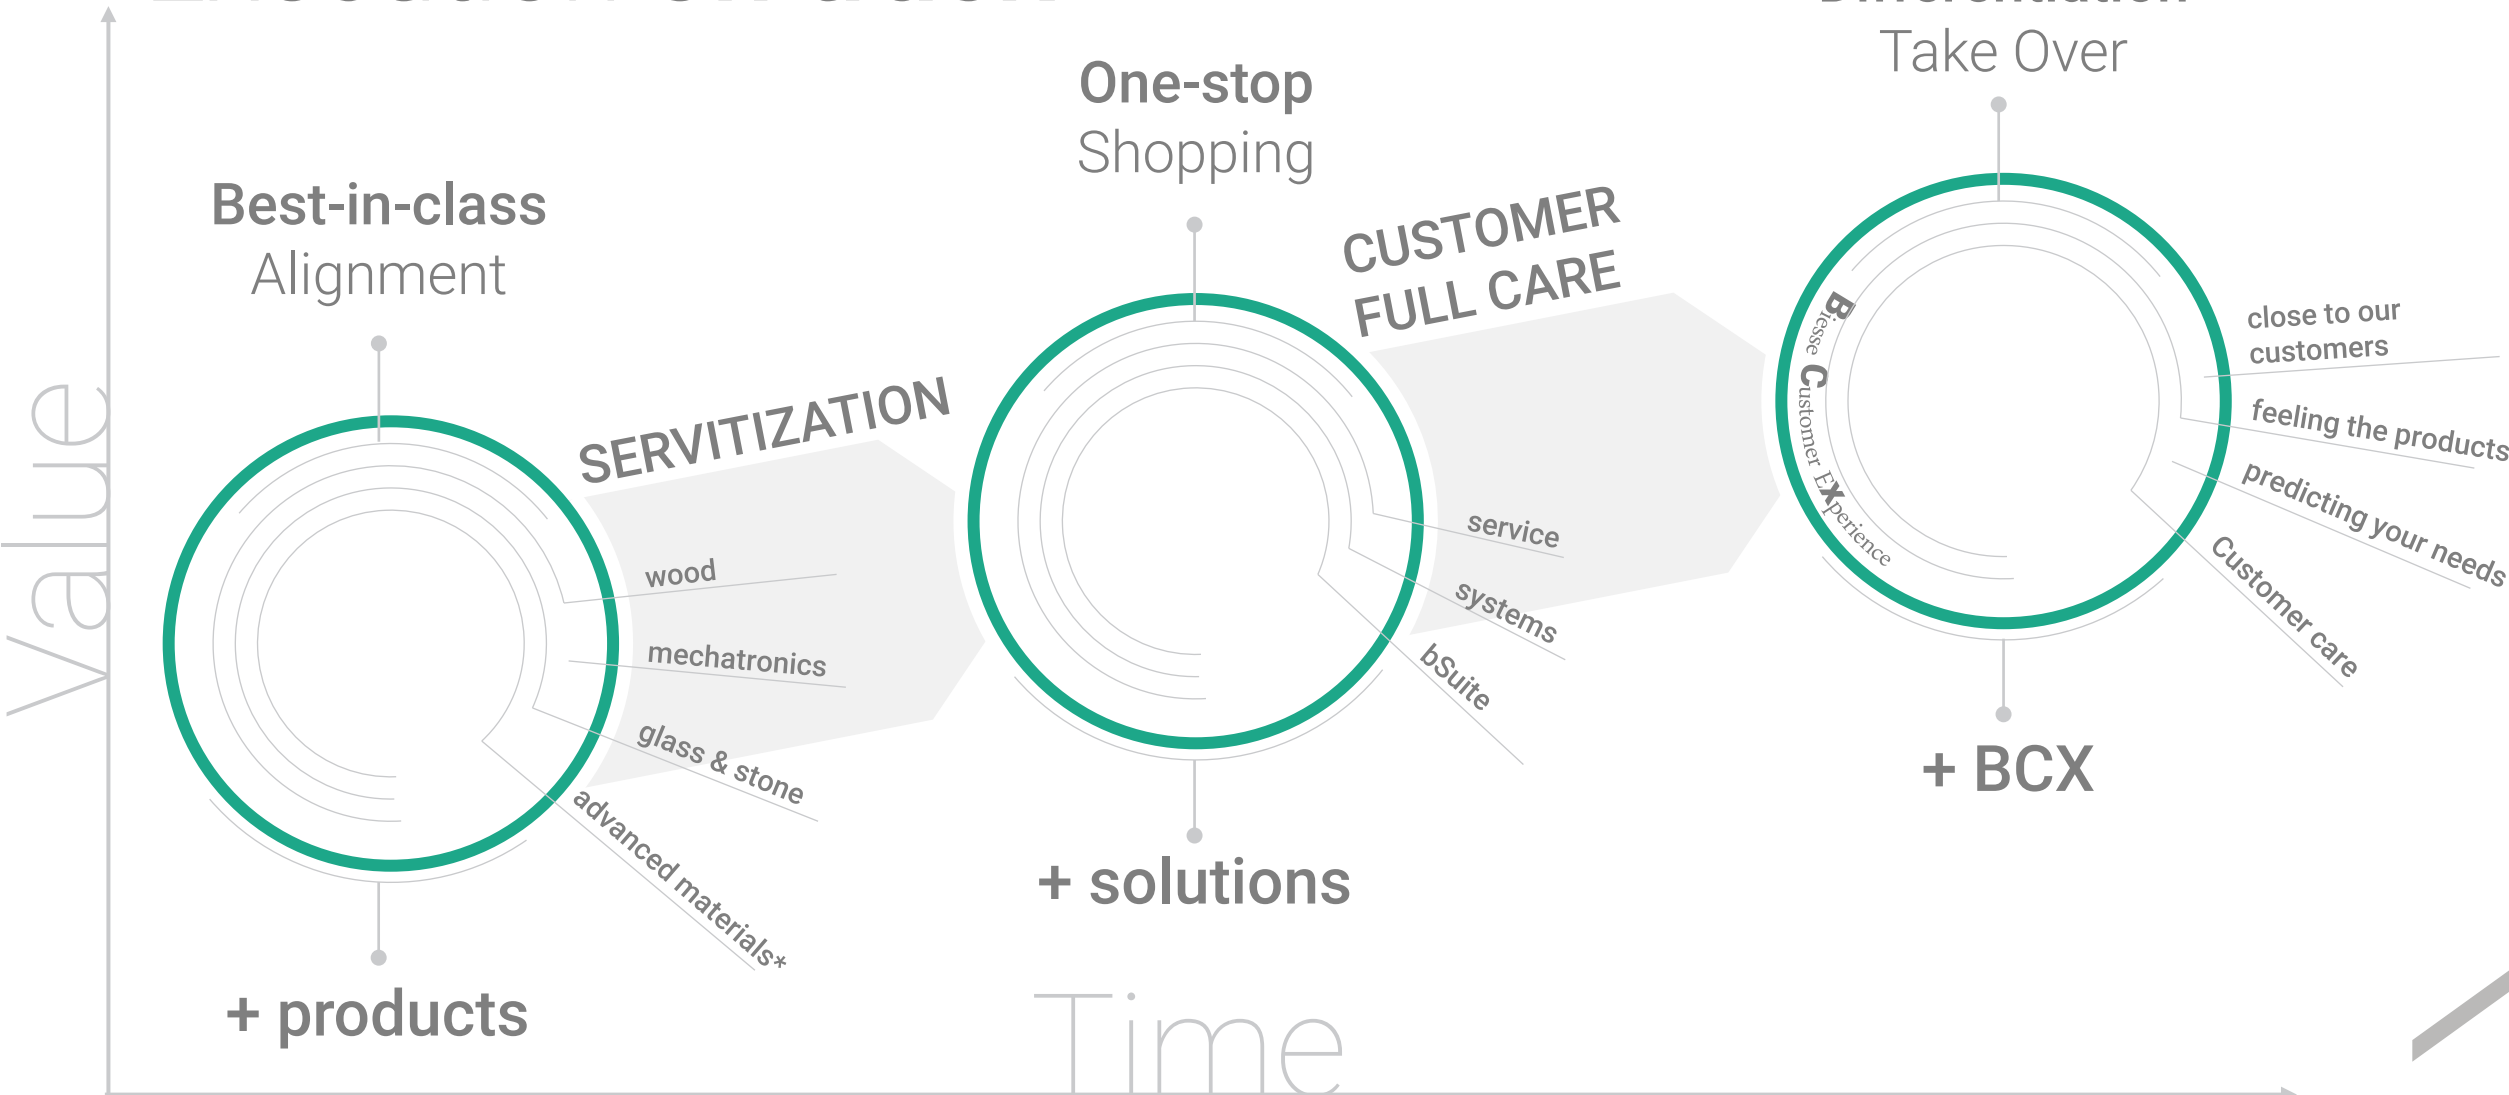 Differentiation
Take Over
One-stop
Shopping
Best-in-class
Alignment
CUSTOMER
FULL CARE
SERVITIZATION
Value
wood
mechatronics
glass & stone
advanced materials*
service
systems
bSuite
Biesse Customer Experience
close to our
customers
feeling the products
predicting your needs
Customer care
+ BCX
+ solutions
+ products
Time